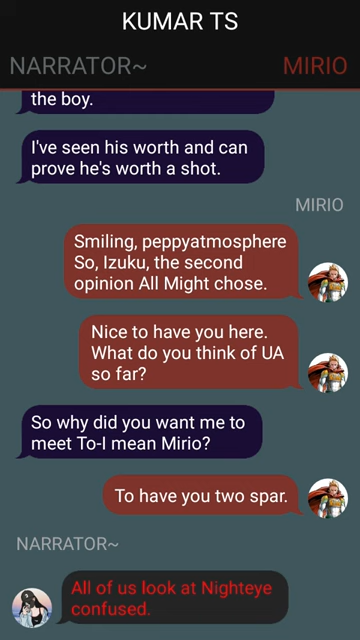 KUMAR TS
NARRATOR~
MIRIO
the boy.
I've seen his worth and can
prove he's worth a shot.
MIRIO
Smiling, peppyatmosphere
So, Izuku, the second
opinion All Might chose.
Nice to have you here.
What do you think of UA
so far?
So why did you want me to
meet To-I mean Mirio?
To have you two spar.
NARRATOR~
All of us look at Nighteye
confused.